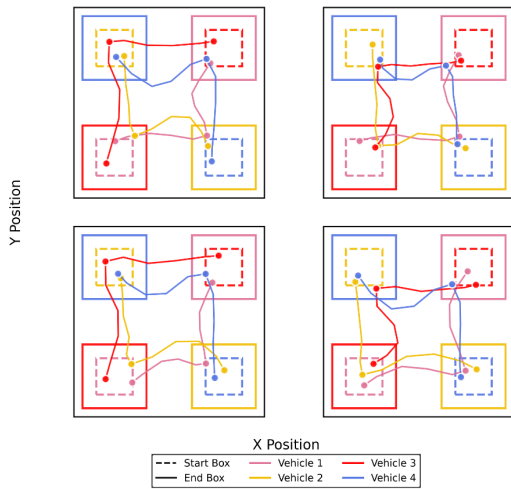 Y Position
X Position
Start Box Vehicle 1 Vehicle 3
End Box Vehicle 2 Vehicle 4